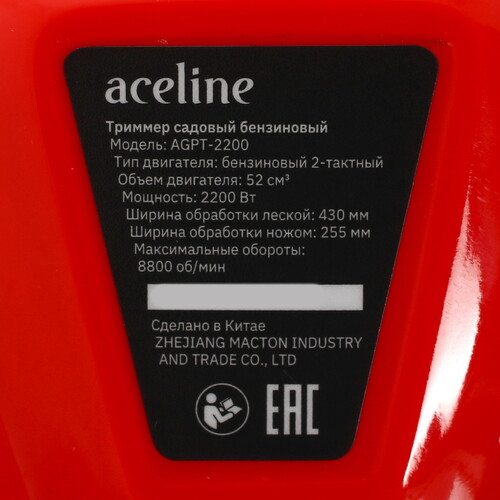 aceline
Триммер садовый бензиновый
Модель: AGPT-2200
Тип двигателя: бензиновый 2-тактный
Объем двигателя: 52 см³
Мощность: 2200 Вт
Ширина обработки леской: 430 мм
Ширина обработки ножом: 255 мм
Максимальные обороты:
8800 об/мин
Сделано в Китае
ZHEJIANG MACTON INDUSTRY
AND TRADE CO., LTD
EAC